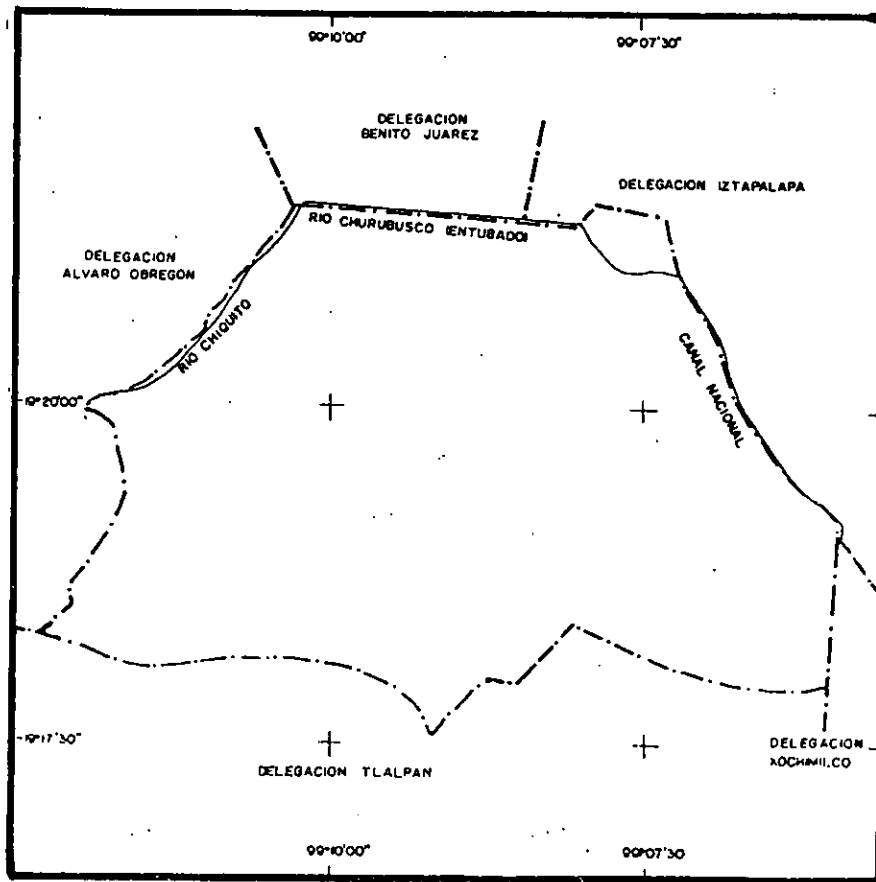 99°10'00"
99°07'30"
DELEGACION
BENITO JUAREZ
DELEGACION IZTAPALAPA
RIO CHURUBUSCO (ENTUBADO)
DELEGACION
ALVARO OBREGON
RIO CHIQUITO
CANAL NACIONAL
19°20'00"
19°17'30"
DELEGACION TLALPAN
DELEGACION
XOCHIMILCO
99°10'00"
99°07'30